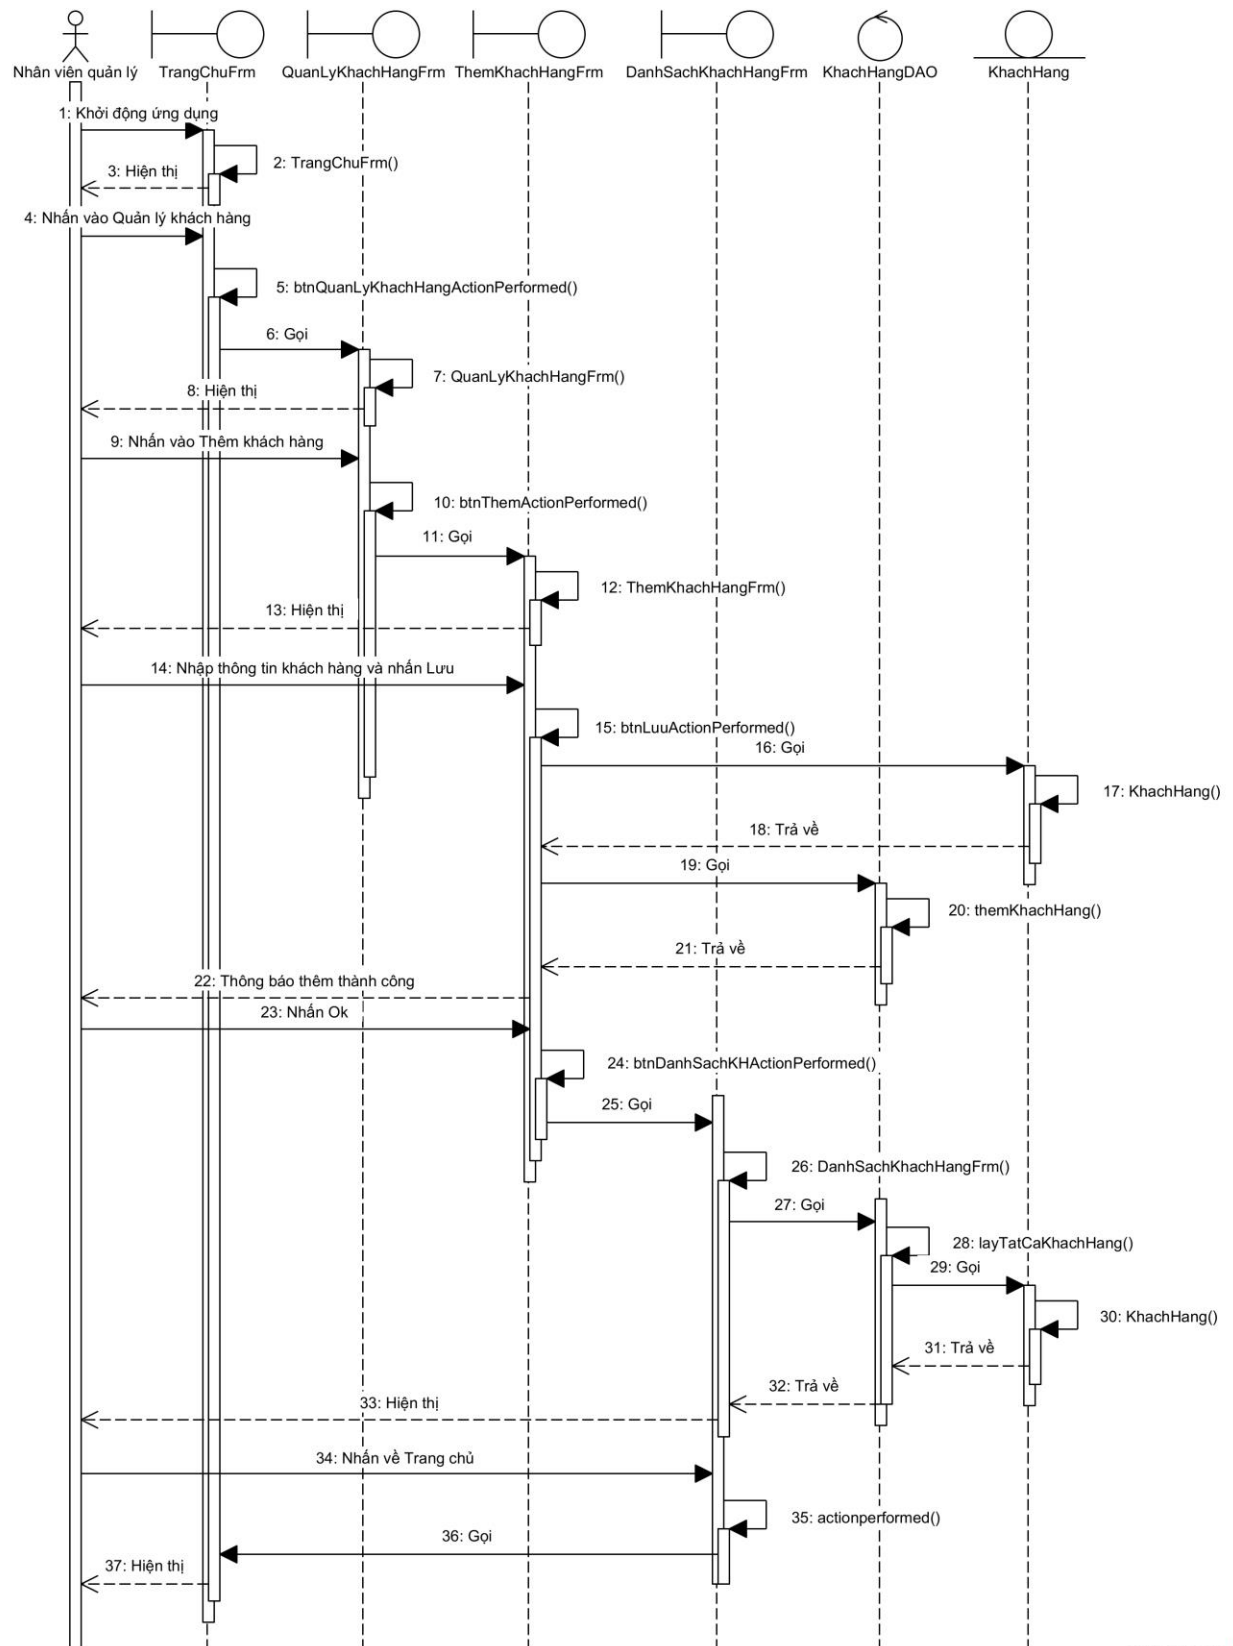 Nhân viên quản lý
TrangChuFrm
QuanLyKhachHangFrm
ThemKhachHangFrm
DanhSachKhachHangFrm
KhachHangDAO
KhachHang
1: Khởi động ứng dụng
2: TrangChuFrm()
3: Hiện thị
4: Nhấn vào Quản lý khách hàng
5: btnQuanLyKhachHangActionPerformed()
6: Gọi
7: QuanLyKhachHangFrm()
8: Hiện thị
9: Nhấn vào Thêm khách hàng
10: btnThemActionPerformed()
11: Gọi
12: ThemKhachHangFrm()
13: Hiện thị
14: Nhập thông tin khách hàng và nhấn Lưu
15: btnLuuActionPerformed()
16: Gọi
17: KhachHang()
18: Trả về
19: Gọi
20: themKhachHang()
21: Trả về
22: Thông báo thêm thành công
23: Nhấn Ok
24: btnDanhSachKHActionPerformed()
25: Gọi
26: DanhSachKhachHangFrm()
27: Gọi
28: layTatCaKhachHang()
29: Gọi
30: KhachHang()
31: Trả về
32: Trả về
33: Hiện thị
34: Nhấn về Trang chủ
35: actionperformed()
36: Gọi
37: Hiện thị